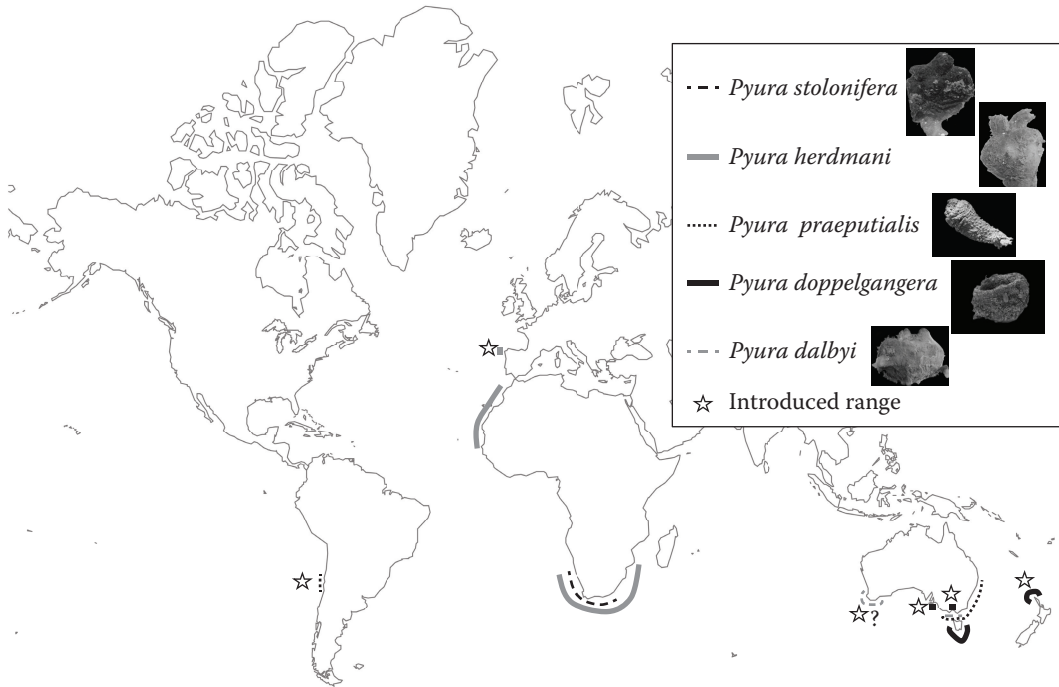 Pyura stolonifera
Pyura herdmani
Pyura praeputialis
Pyura doppelgangera
Pyura dalbyi
Introduced range
?